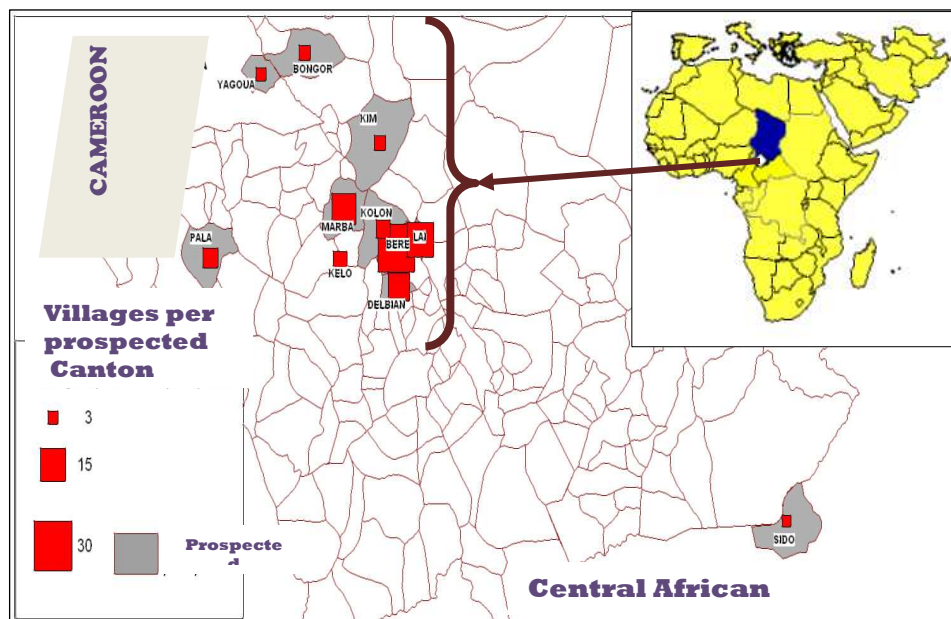 CAMEROON
BONGOR
YAGOUA
KIM
MARBA
KOLON
BERE
LAI
PALA
KELO
DELBIAN
Villages per
prospected
Canton
3
15
30
Prospecte
d
SIDO
Central African